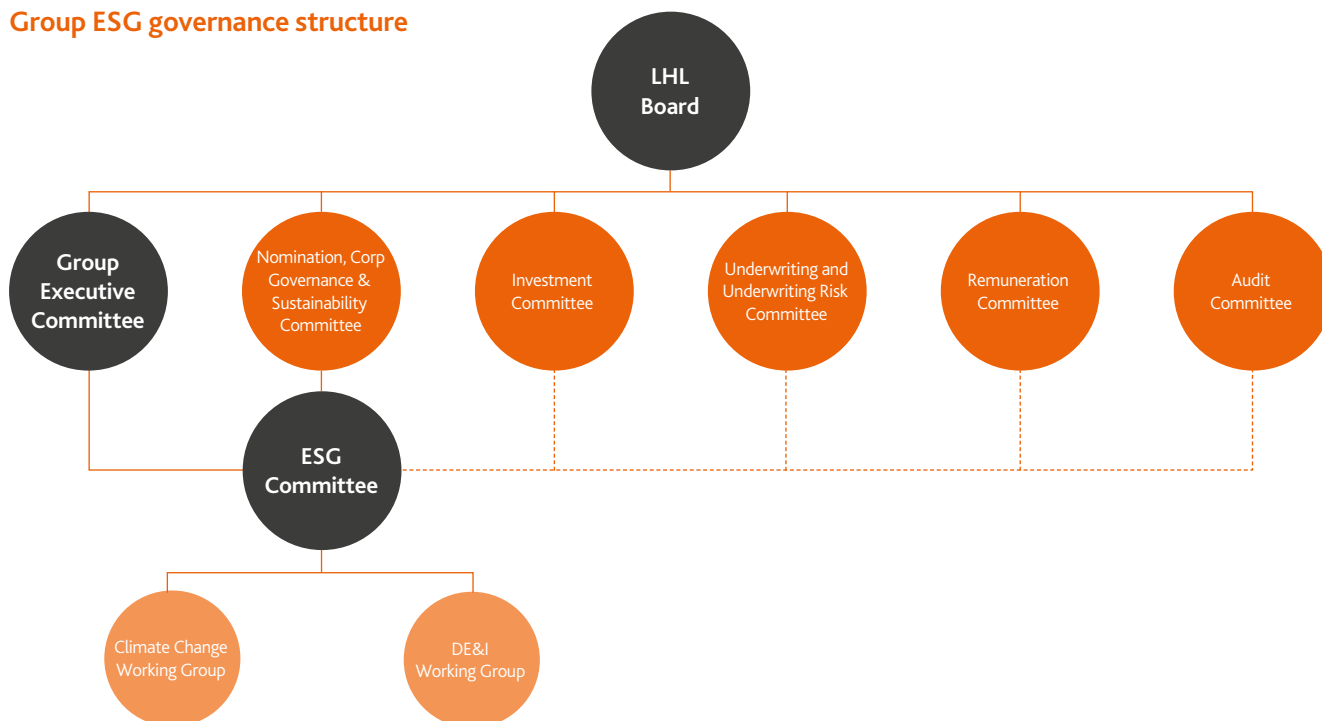 Group ESG governance structure
LHL
Board
Group
Executive
Committee
Nomination, Corp
Governance &
Sustainability
Committee
Investment
Committee
Underwriting and
Underwriting Risk
Committee
Remuneration
Committee
Audit
Committee
ESG
Committee
Climate Change
Working Group
DE&I
Working Group